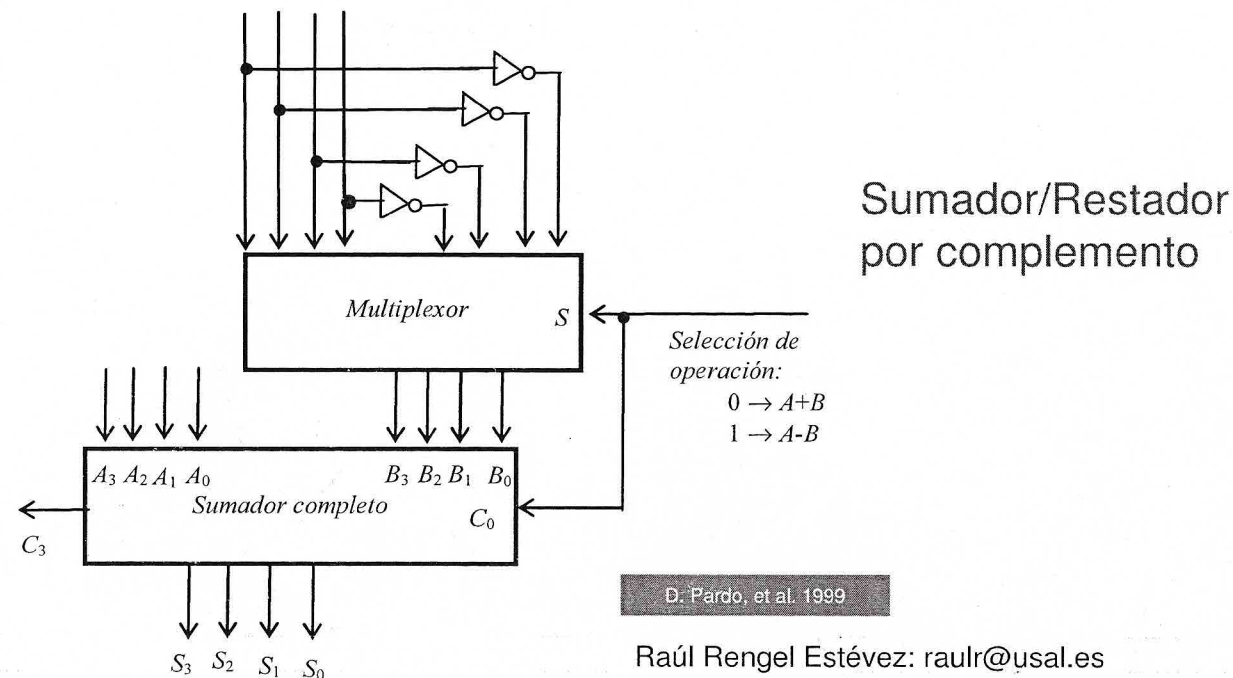 Sumador/Restador
por complemento
Multiplexor
S
Selección de
operación:
0 → A+B
1 → A-B
A₃ A₂ A₁ A₀
B₃ B₂ B₁ B₀
Sumador completo
C₀
C₃
S₃ S₂ S₁ S₀
D. Pardo, et al. 1999
Raúl Rengel Estévez: raulr@usal.es